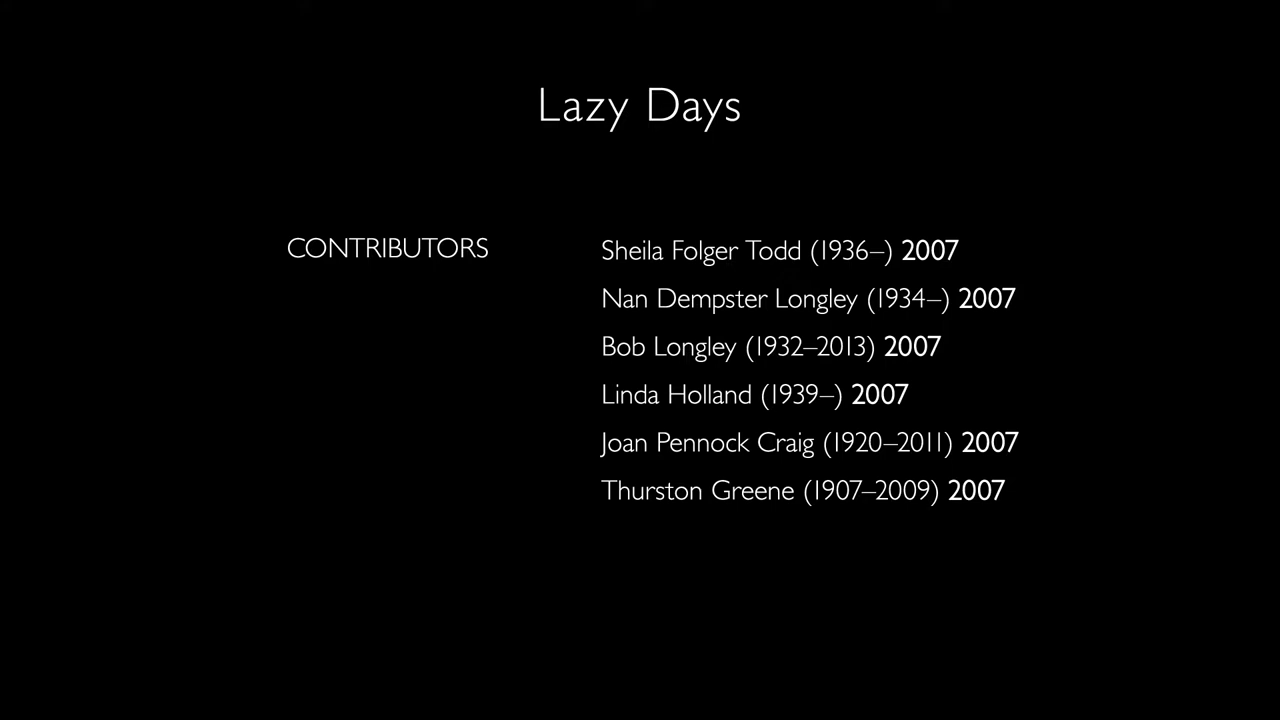 Lazy Days
CONTRIBUTORS
Sheila Folger Todd (1936–) 2007
Nan Dempster Longley (1934–) 2007
Bob Longley (1932–2013) 2007
Linda Holland (1939–) 2007
Joan Pennock Craig (1920–2011) 2007
Thurston Greene (1907–2009) 2007